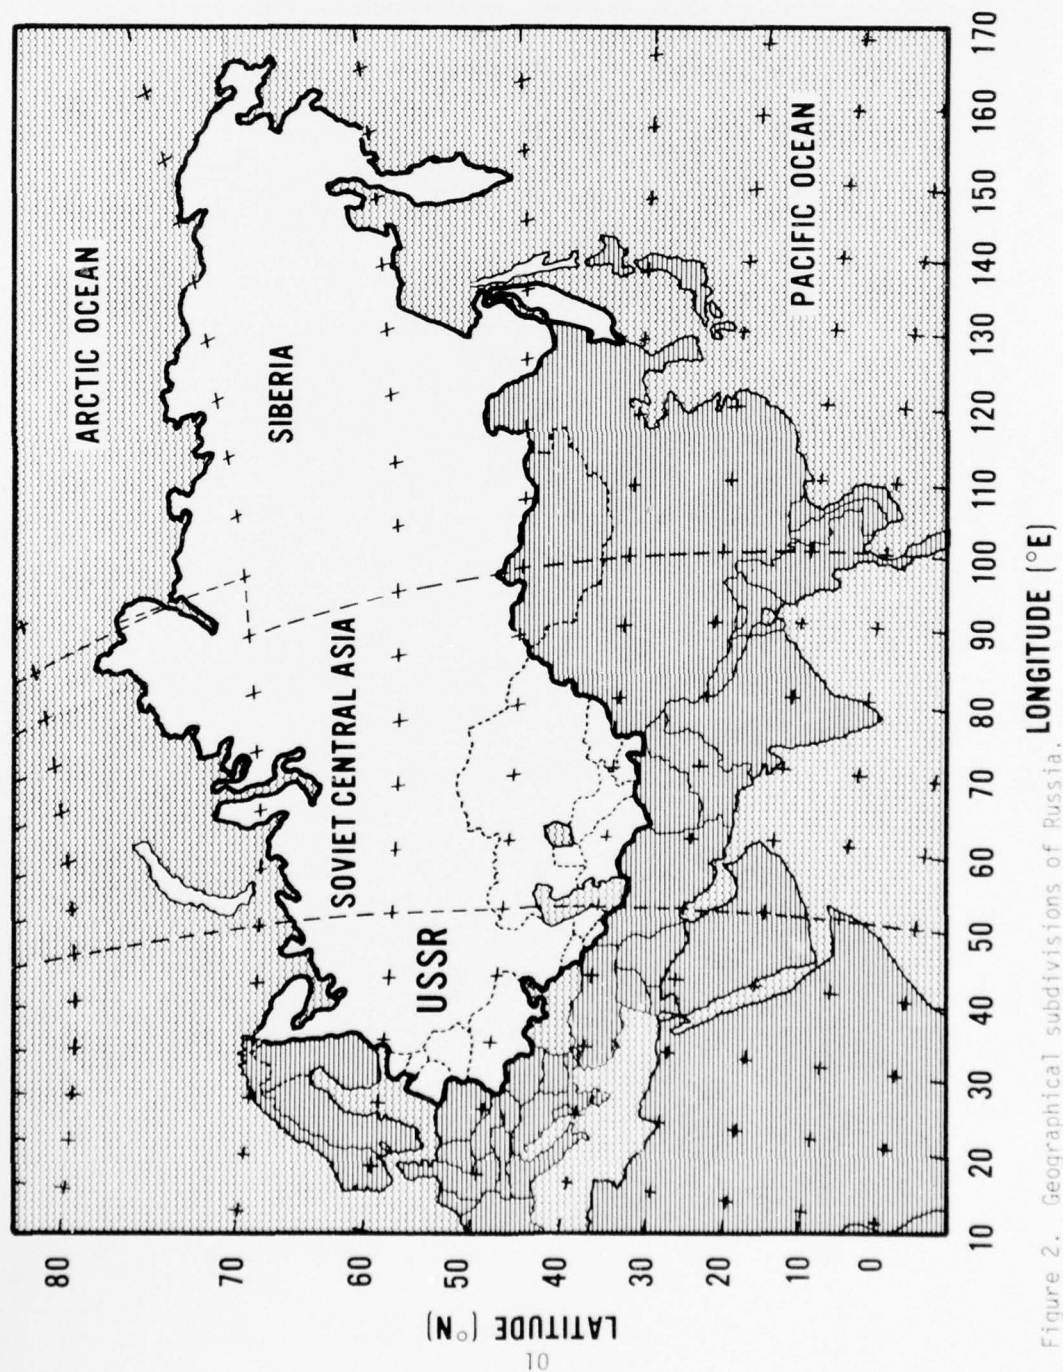 ARCTIC OCEAN
SIBERIA
SOVIET CENTRAL ASIA
USSR
PACIFIC OCEAN
LATITUDE (°N)
80
70
60
50
40
30
20
10
0
10 20 30 40 50 60 70 80 90 100 110 120 130 140 150 160 170
LONGITUDE (°E)
Figure 2. Geographical subdivisions of Russia.
10